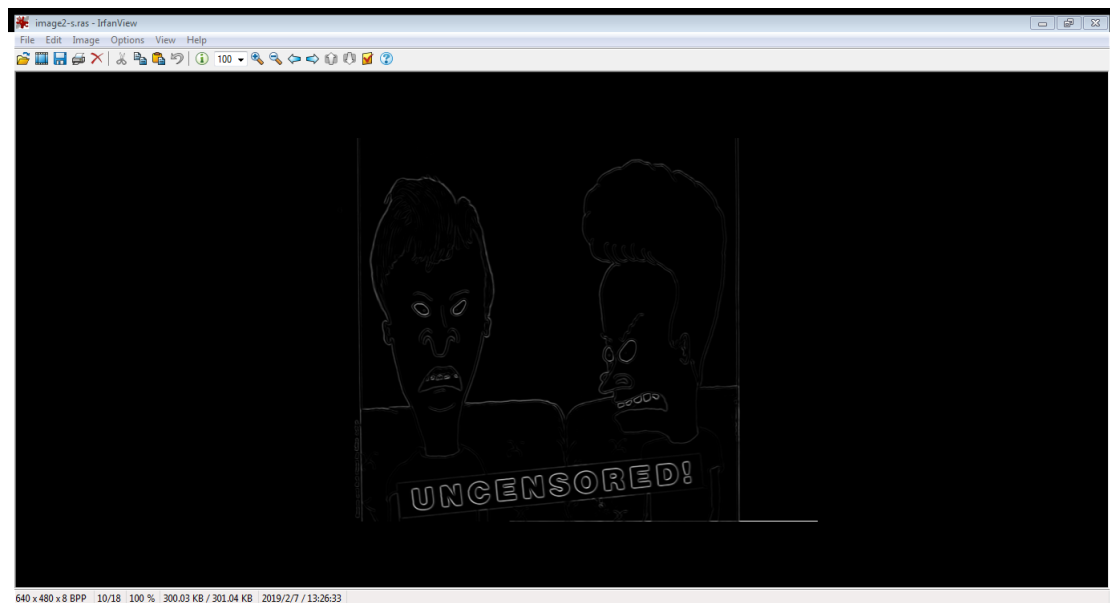 image2-s.ras - IrfanView
File Edit Image Options View Help
100
UNCENSORED!
640 x 480 x 8 BPP 10/18 100 % 300.03 KB / 301.04 KB 2019/2/7 / 13:26:33